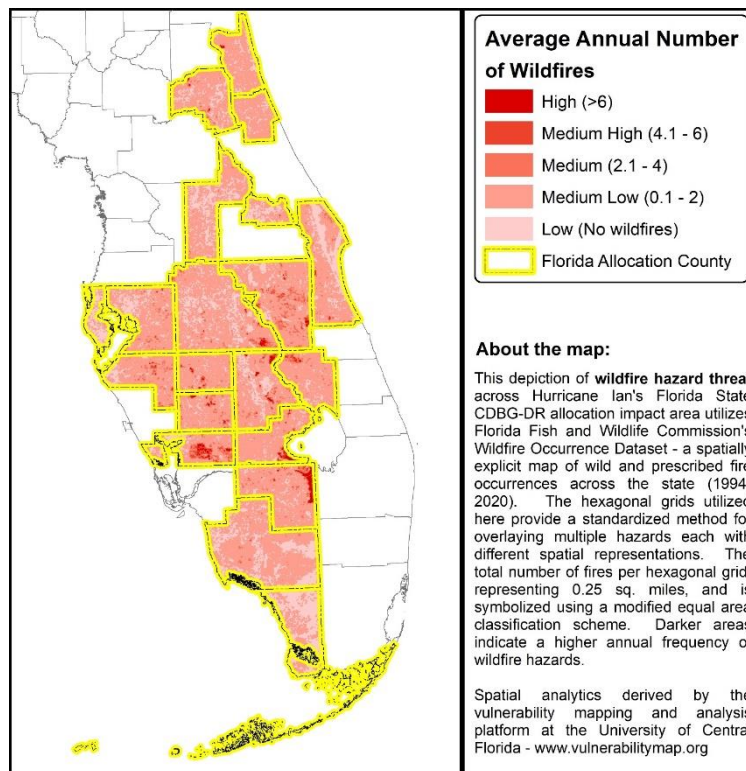 Average Annual Number
of Wildfires
High (>6)
Medium High (4.1 - 6)
Medium (2.1 - 4)
Medium Low (0.1 - 2)
Low (No wildfires)
Florida Allocation County
About the map:
This depiction of wildfire hazard threa
across Hurricane Ian's Florida State
CDBG-DR allocation impact area utilizes
Florida Fish and Wildlife Commission's
Wildfire Occurrence Dataset - a spatially
explicit map of wild and prescribed fire
occurrences across the state (1994
2020). The hexagonal grids utilized
here provide a standardized method fo
overlaying multiple hazards each with
different spatial representations. The
total number of fires per hexagonal grid
representing 0.25 sq. miles, and is
symbolized using a modified equal area
classification scheme. Darker areas
indicate a higher annual frequency o
wildfire hazards.
Spatial analytics derived by the
vulnerability mapping and analysis
platform at the University of Centra
Florida - www.vulnerabilitymap.org